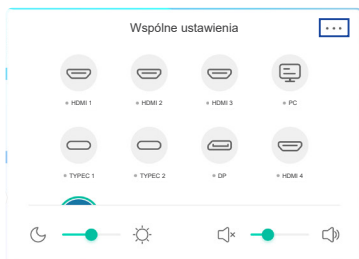 Wspólne ustawienia
HDMI 1
HDMI 2
HDMI 3
PC
TYPEC 1
TYPEC 2
DP
HDMI 4